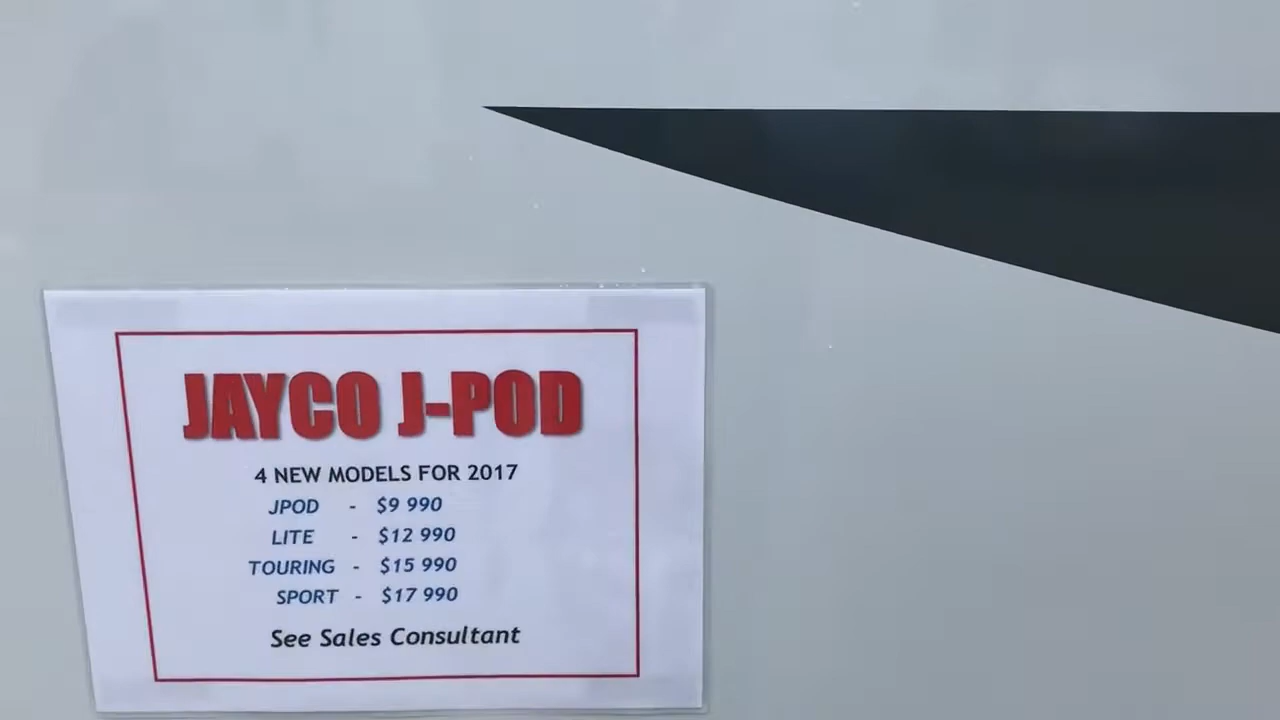 JAYCO J-POD
4 NEW MODELS FOR 2017
JPOD - $9 990
LITE - $12 990
TOURING - $15 990
SPORT - $17 990
See Sales Consultant